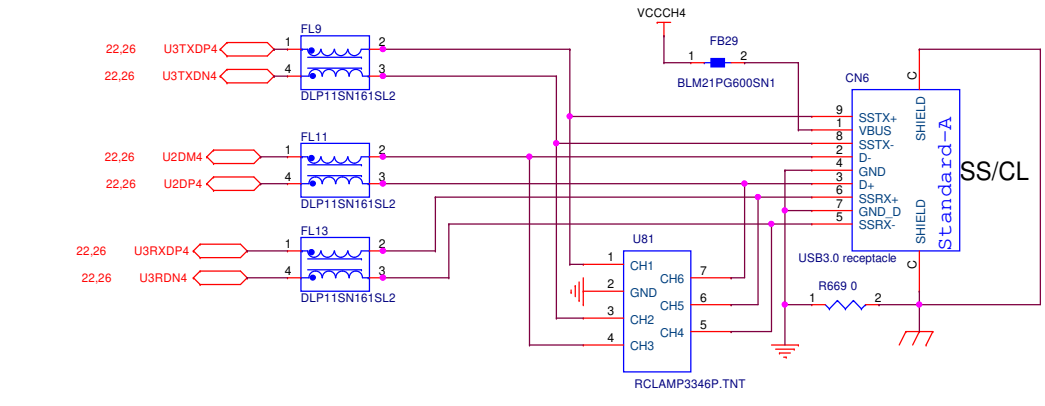 VCCCH4
FL9
22,26 U3TXDP4 1 2
22,26 U3TXDN4 4 3
DLP11SN161SL2
FB29
1 2
BLM21PG600SN1
CN6
FL11
22,26 U2DM4 1 2
22,26 U2DP4 4 3
DLP11SN161SL2
FL13
22,26 U3RXDP4 1 2
22,26 U3RDN4 4 3
DLP11SN161SL2
C
SHIELD
9 SSTX+
1 VBUS
8 SSTX-
2 D-
4 GND
3 D+
6 SSRX+
7 GND_D
5 SSRX-
SHIELD
C
Standard-A
SS/CL
USB3.0 receptacle
U81
1 CH1
2 GND
3 CH2
4 CH3
CH6 7
CH5 6
CH4 5
RCLAMP3346P.TNT
R669 0
1 2